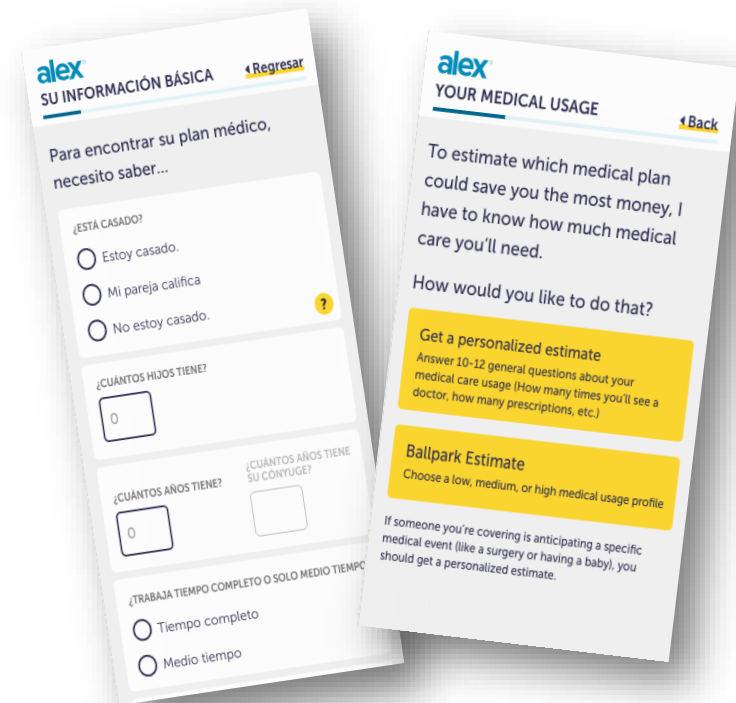 alex
SU INFORMACIÓN BÁSICA
Regresar
Para encontrar su plan médico,
necesito saber...
¿ESTÁ CASADO?
Estoy casado.
Mi pareja califica
No estoy casado.
?
¿CUÁNTOS HIJOS TIENE?
0
¿CUÁNTOS AÑOS TIENE?
0
¿CUÁNTOS AÑOS TIENE
SU CÓNYUGE?
¿TRABAJA TIEMPO COMPLETO O SOLO MEDIO TIEMPO
Tiempo completo
Medio tiempo
alex
YOUR MEDICAL USAGE
Back
To estimate which medical plan
could save you the most money, I
have to know how much medical
care you'll need.
How would you like to do that?
Get a personalized estimate
Answer 10-12 general questions about your
medical care usage (How many times you'll see a
doctor, how many prescriptions, etc.)
Ballpark Estimate
Choose a low, medium, or high medical usage profile
If someone you're covering is anticipating a specific
medical event (like a surgery or having a baby), you
should get a personalized estimate.